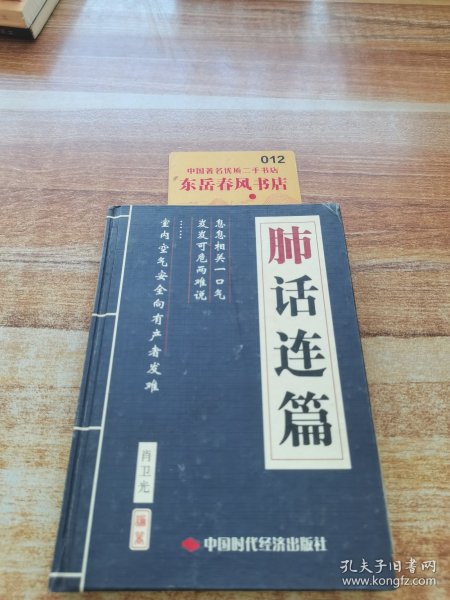 012
中国著名优质二手书店
东岳春风书店
肺话连篇
息息相关一口气
岌岌可危两难说
……
室内空气安全向有产者发难
肖卫光
编纂
中国时代经济出版社
孔夫子旧书网
www.kongfz.com